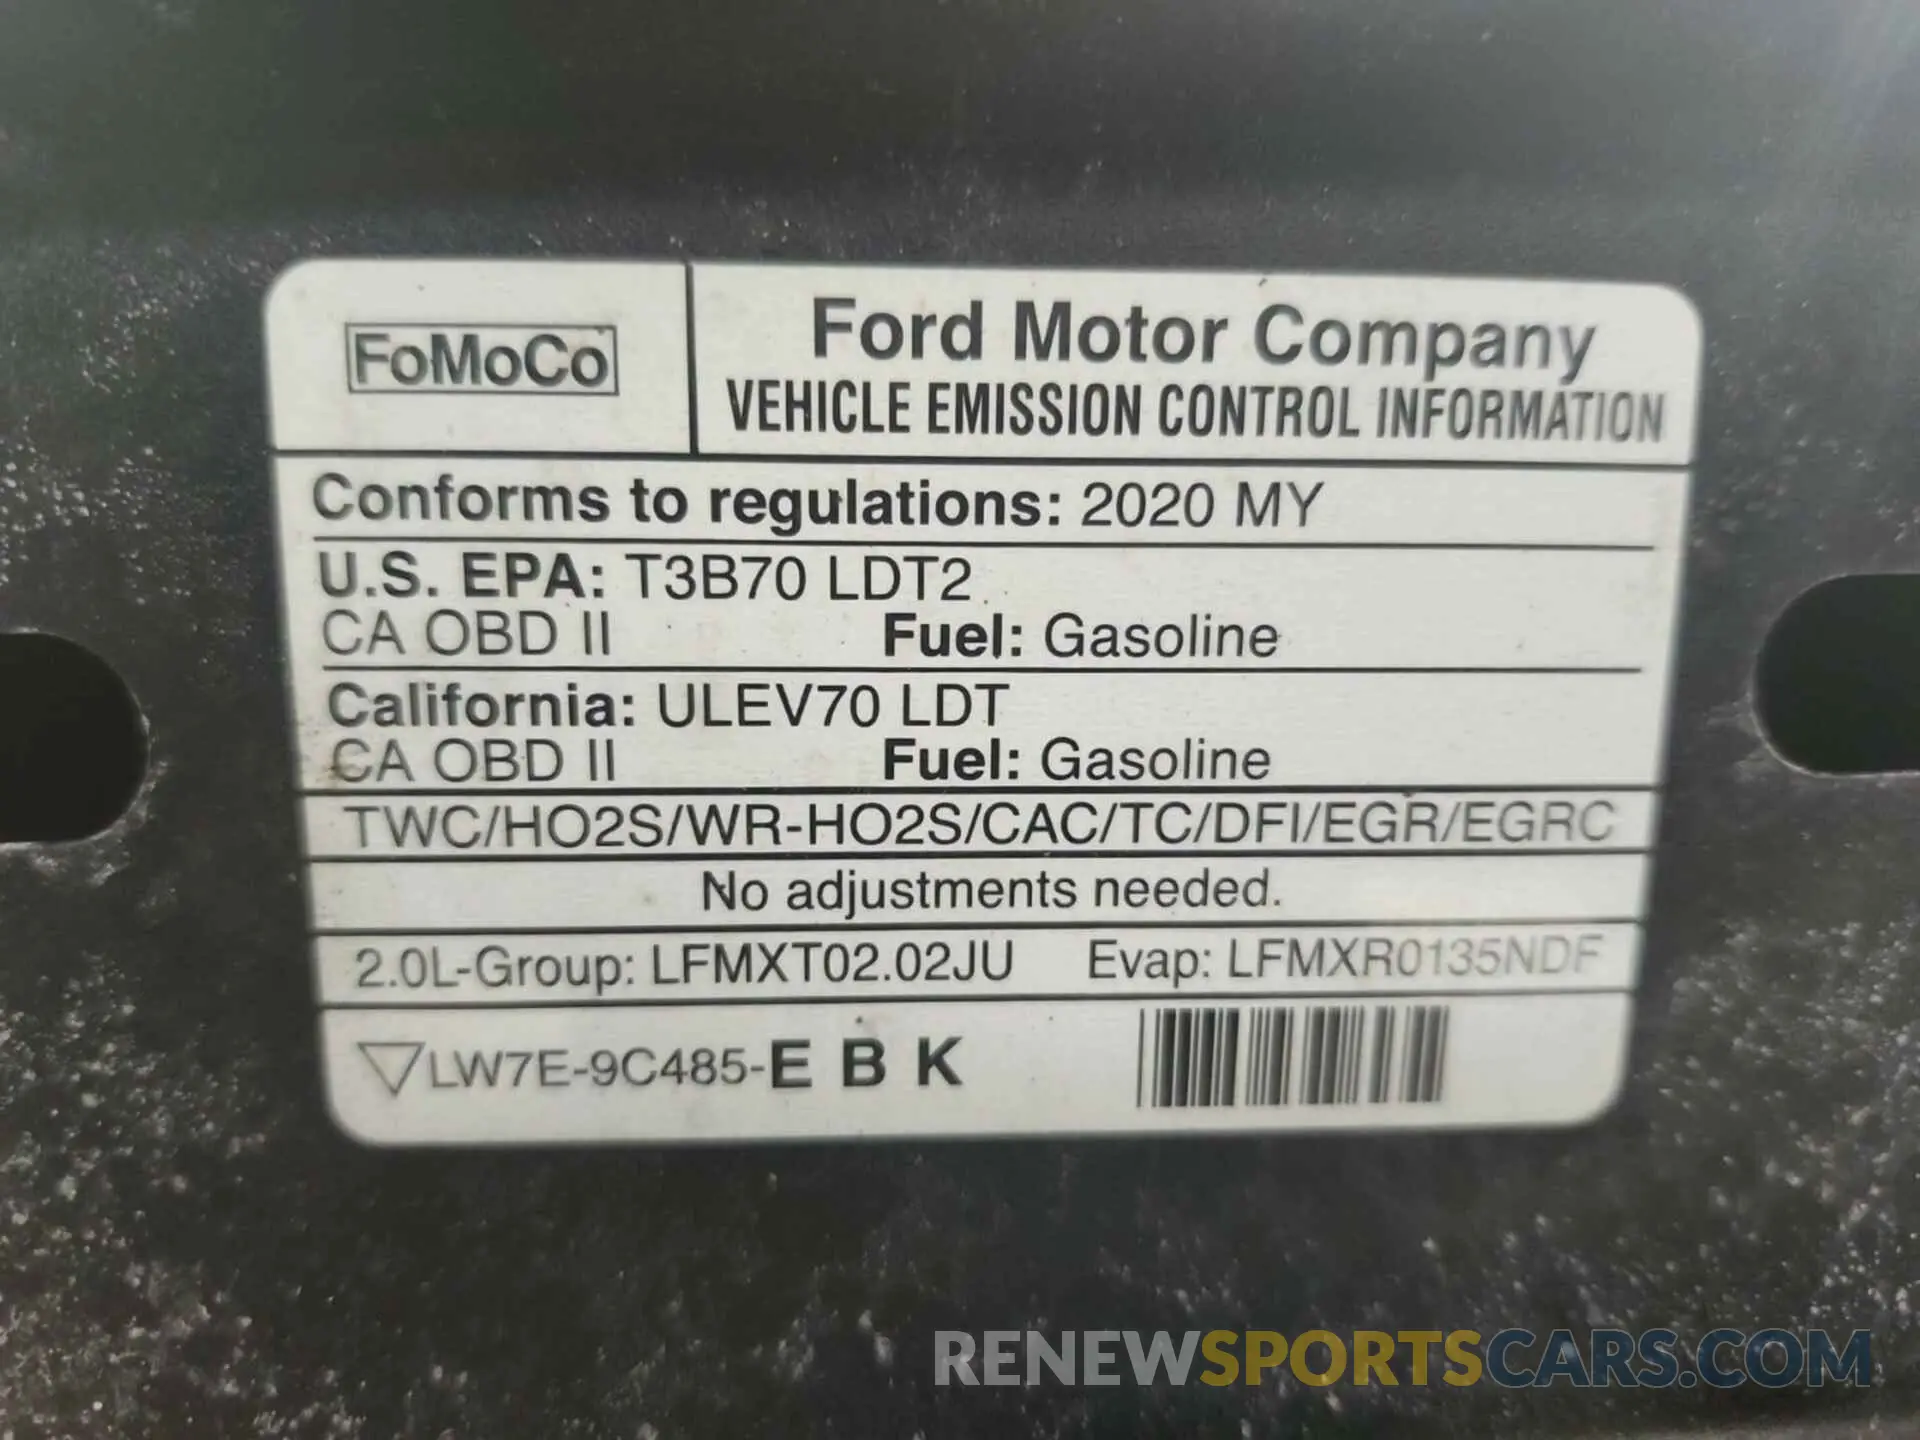 FoMoCo
Ford Motor Company
VEHICLE EMISSION CONTROL INFORMATION
Conforms to regulations: 2020 MY
U.S. EPA: T3B70 LDT2
CA OBD II Fuel: Gasoline
California: ULEV70 LDT
CA OBD II Fuel: Gasoline
TWC/HO2S/WR-HO2S/CAC/TC/DFI/EGR/EGRC
No adjustments needed.
2.0L-Group: LFMXT02.02JU Evap: LFMXR0135NDF
LW7E-9C485-E B K
RENEWSPORTSCARS.COM